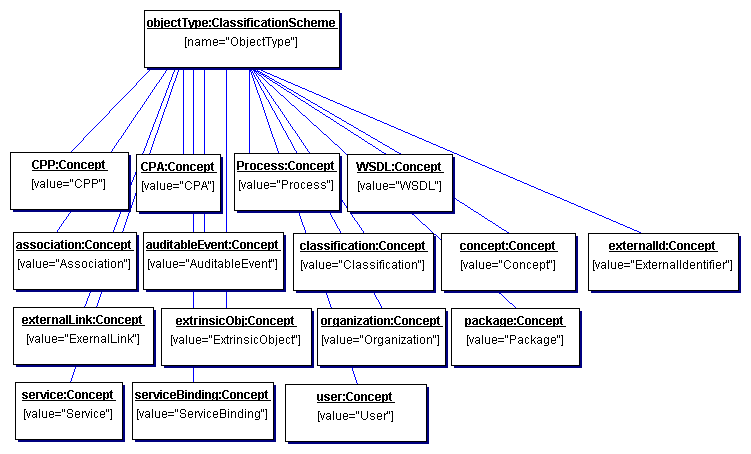 objectType:ClassificationScheme
[name="ObjectType"]
CPP:Concept
[value="CPP"]
CPA:Concept
[value="CPA"]
Process:Concept
[value="Process"]
WSDL:Concept
[value="WSDL"]
association:Concept
[value="Association"]
auditableEvent:Concept
[value="AuditableEvent"]
classification:Concept
[value="Classification"]
concept:Concept
[value="Concept"]
externalId:Concept
[value="ExternalIdentifier"]
externalLink:Concept
[value="ExernalLink"]
extrinsicObj:Concept
[value="ExtrinsicObject"]
organization:Concept
[value="Organization"]
package:Concept
[value="Package"]
service:Concept
[value="Service"]
serviceBinding:Concept
[value="ServiceBinding"]
user:Concept
[value="User"]